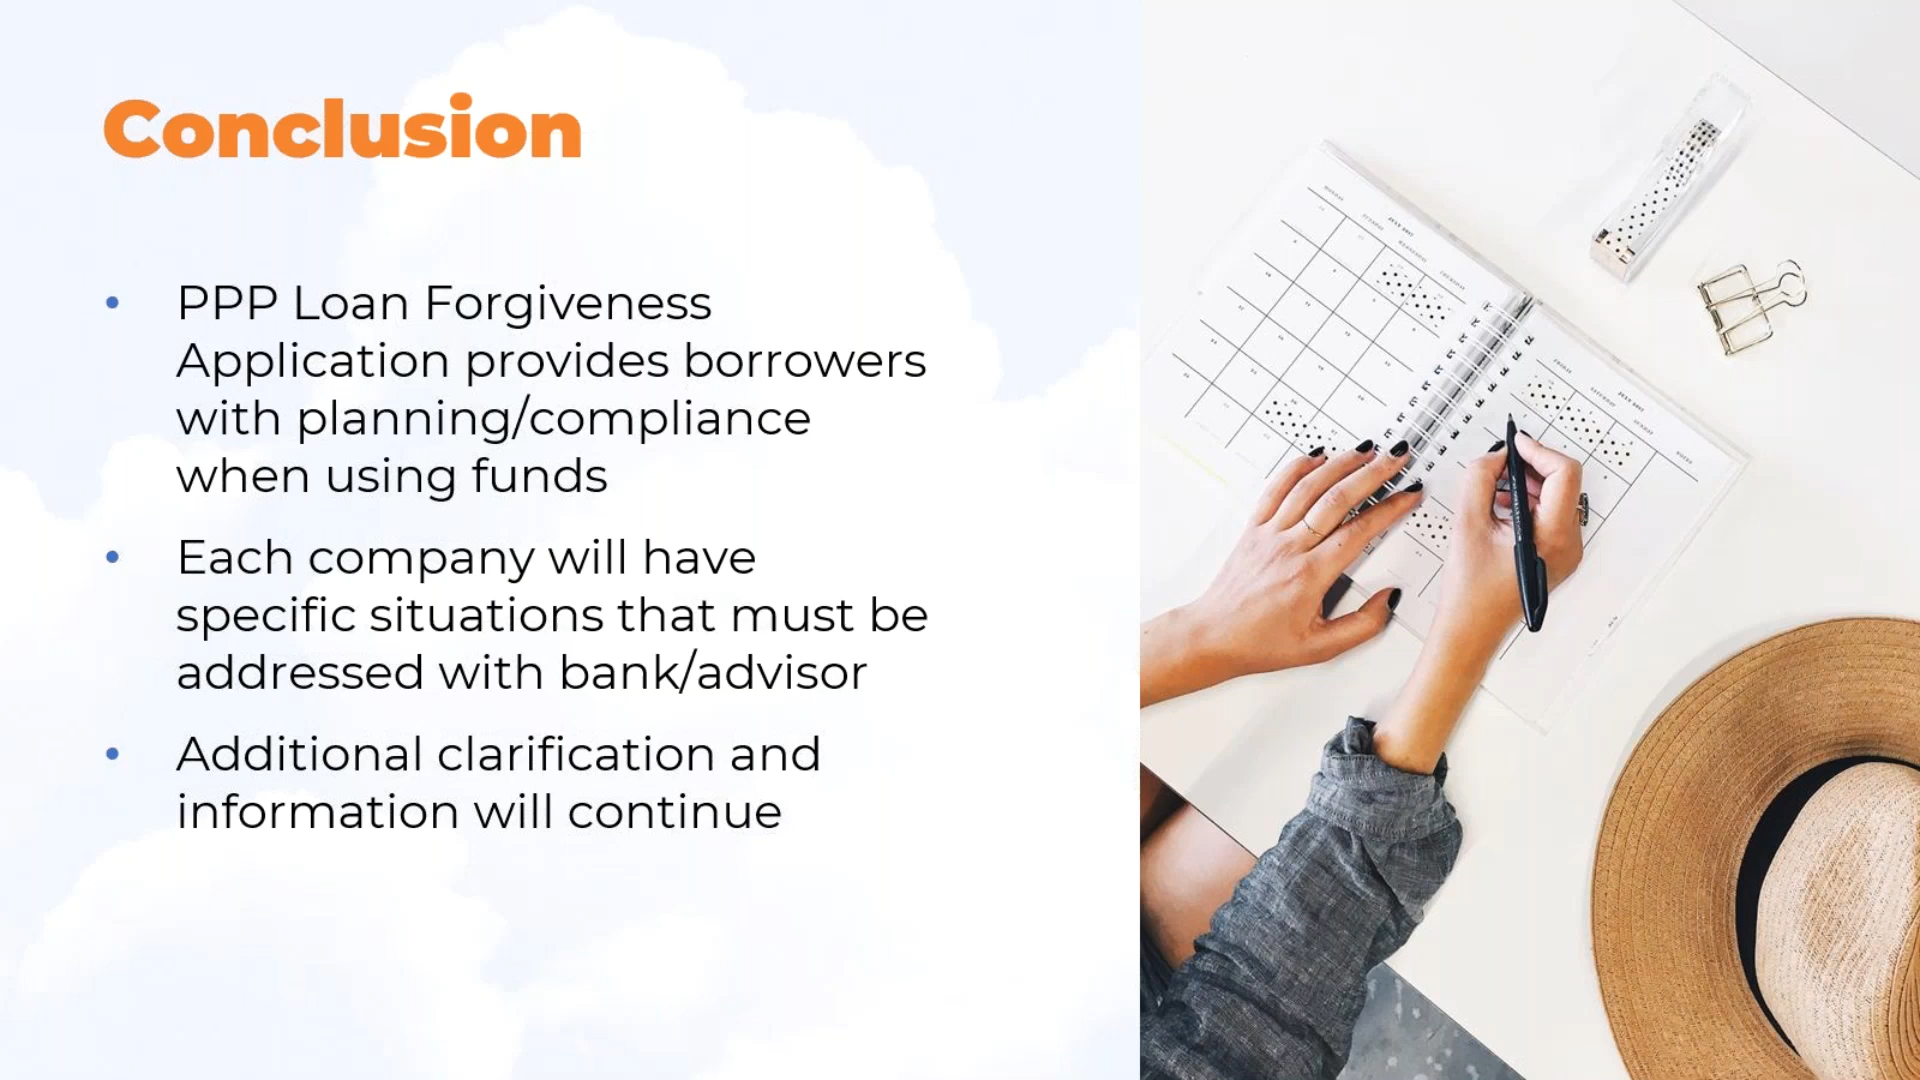 Conclusion
• PPP Loan Forgiveness
Application provides borrowers
with planning/compliance
when using funds
• Each company will have
specific situations that must be
addressed with bank/advisor
• Additional clarification and
information will continue